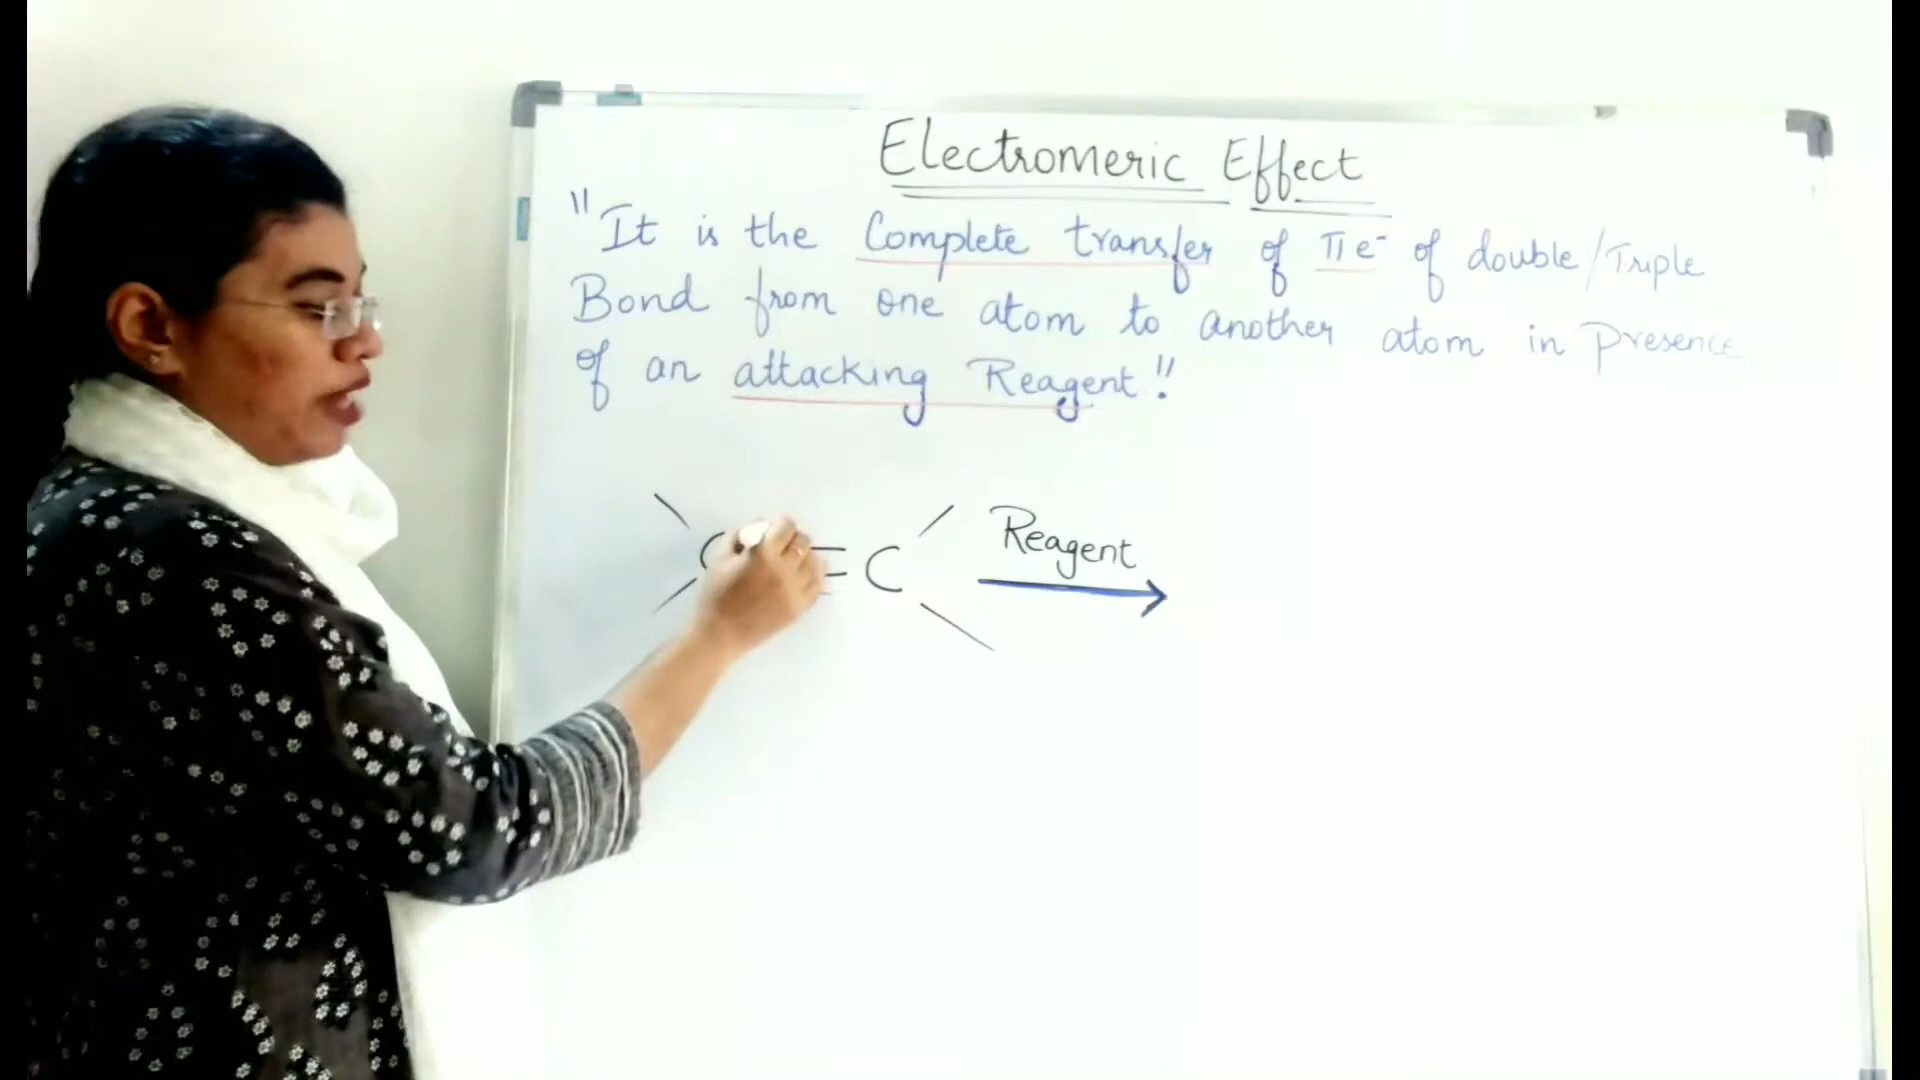 Electromeric Effect
"It is the Complete transfer of πe⁻ of double/Triple
Bond from one atom to another atom in presence
of an attacking Reagent!"
C = C Reagent